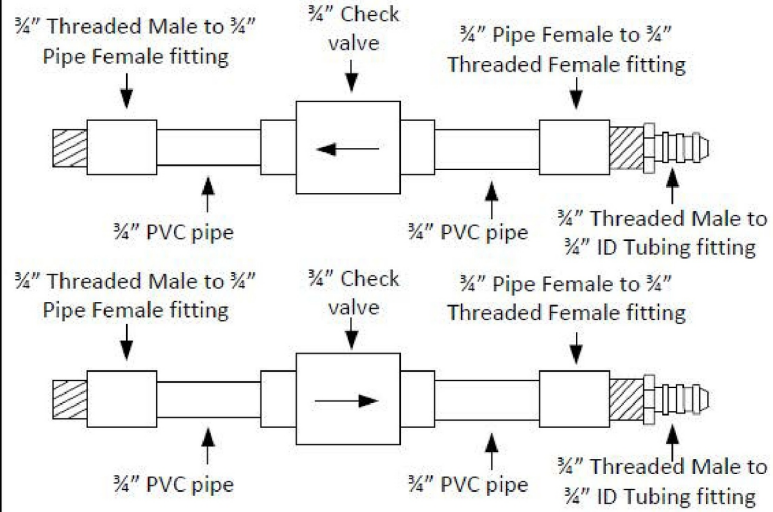 ¾” Threaded Male to ¾”
Pipe Female fitting
¾” Check
valve
¾” Pipe Female to ¾”
Threaded Female fitting
¾” PVC pipe
¾” PVC pipe
¾” Threaded Male to
¾” ID Tubing fitting
¾” Threaded Male to ¾”
Pipe Female fitting
¾” Check
valve
¾” Pipe Female to ¾”
Threaded Female fitting
¾” PVC pipe
¾” PVC pipe
¾” Threaded Male to
¾” ID Tubing fitting